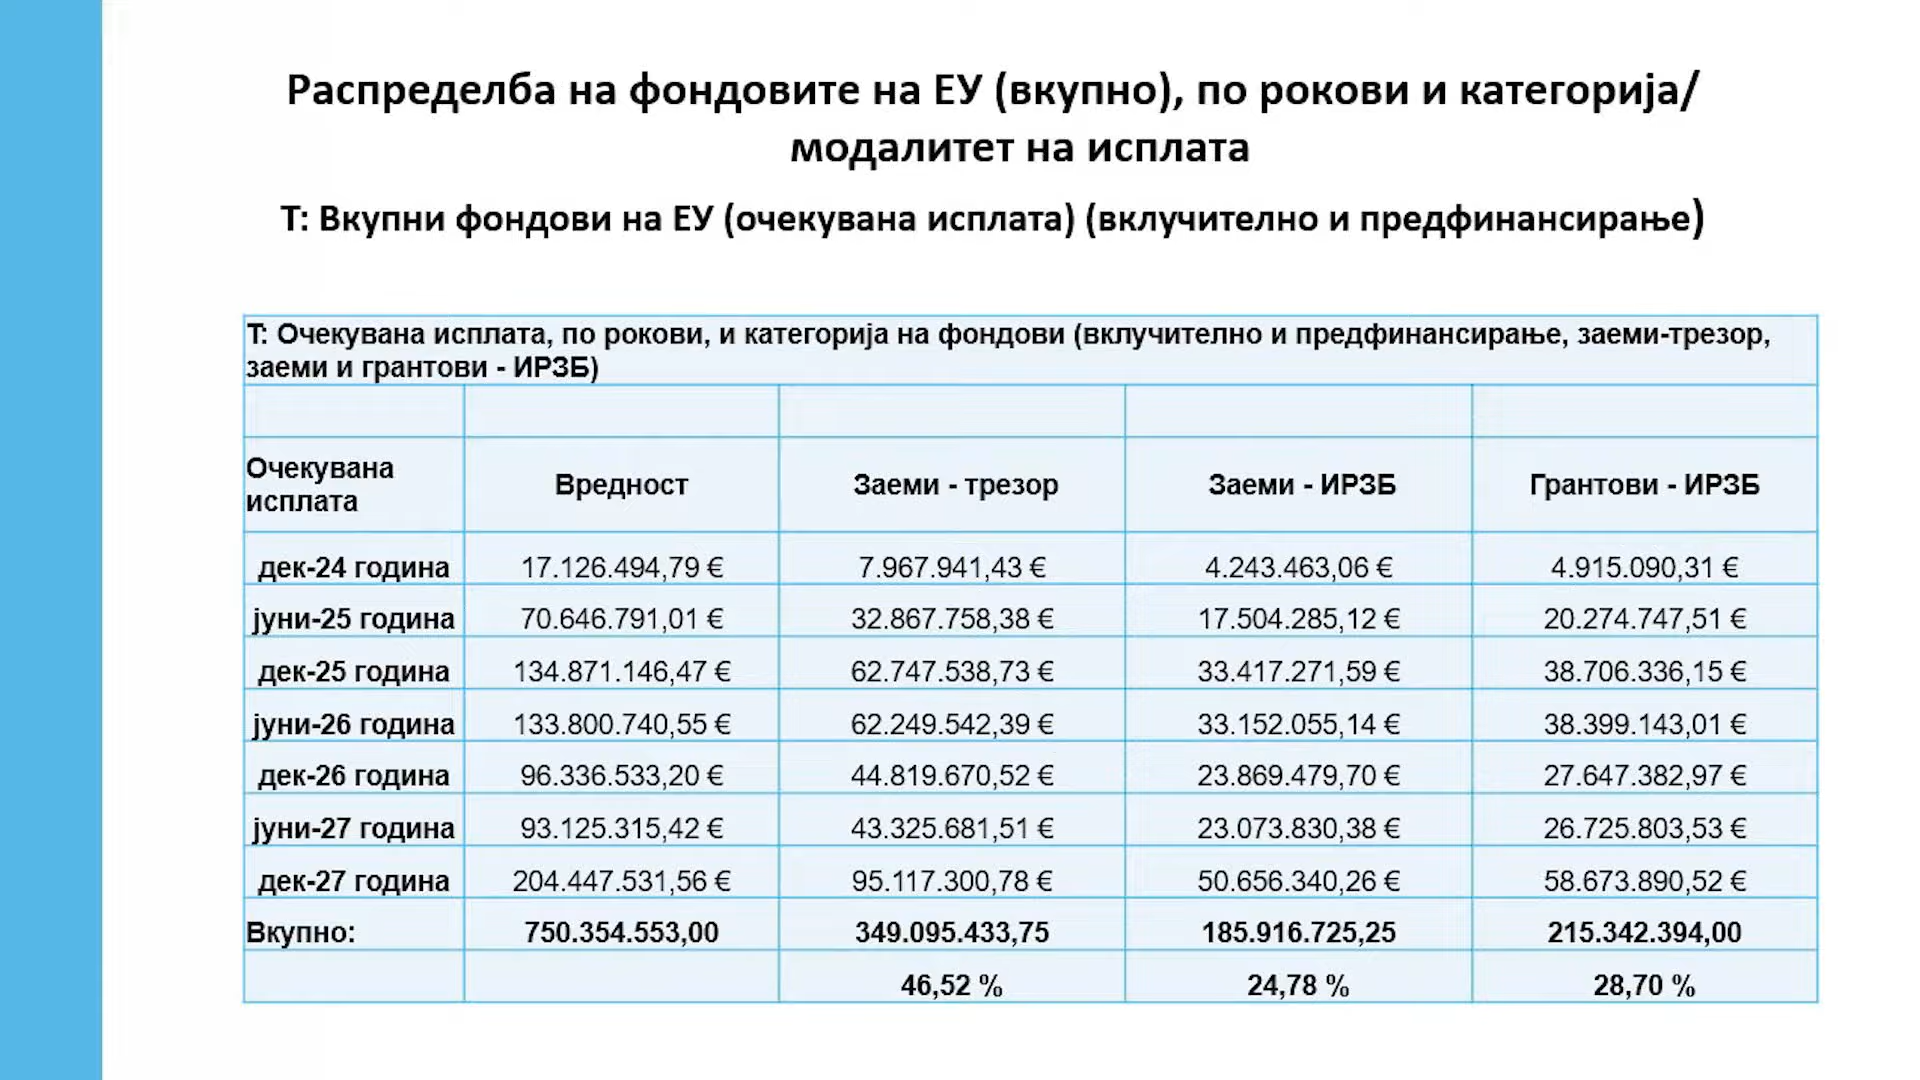 Распределба на фондовите на ЕУ (вкупно), по рокови и категорија/
модалитет на исплата
Т: Вкупни фондови на ЕУ (очекувана исплата) (вклучително и предфинансирање)
Т: Очекувана исплата, по рокови, и категорија на фондови (вклучително и предфинансирање, заеми-трезор,
заеми и грантови - ИРЗБ)
Очекувана
исплата
Вредност Заеми - трезор Заеми - ИРЗБ Грантови - ИРЗБ
дек-24 година 17.126.494,79 € 7.967.941,43 € 4.243.463,06 € 4.915.090,31 €
јуни-25 година 70.646.791,01 € 32.867.758,38 € 17.504.285,12 € 20.274.747,51 €
дек-25 година 134.871.146,47 € 62.747.538,73 € 33.417.271,59 € 38.706.336,15 €
јуни-26 година 133.800.740,55 € 62.249.542,39 € 33.152.055,14 € 38.399.143,01 €
дек-26 година 96.336.533,20 € 44.819.670,52 € 23.869.479,70 € 27.647.382,97 €
јуни-27 година 93.125.315,42 € 43.325.681,51 € 23.073.830,38 € 26.725.803,53 €
дек-27 година 204.447.531,56 € 95.117.300,78 € 50.656.340,26 € 58.673.890,52 €
Вкупно: 750.354.553,00 349.095.433,75 185.916.725,25 215.342.394,00
46,52 % 24,78 % 28,70 %